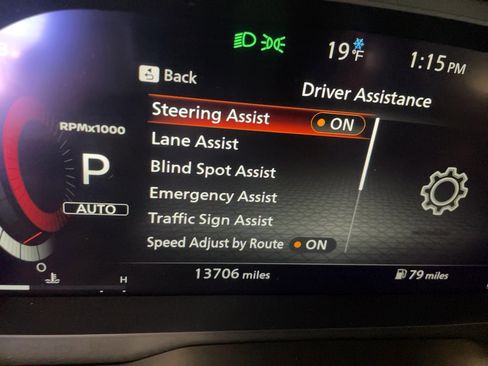 19°F
1:15 PM
Back
Driver Assistance
Steering Assist ON
Lane Assist
Blind Spot Assist
Emergency Assist
Traffic Sign Assist
Speed Adjust by Route ON
RPMx1000
P
AUTO
0
H
13706 miles
79 miles